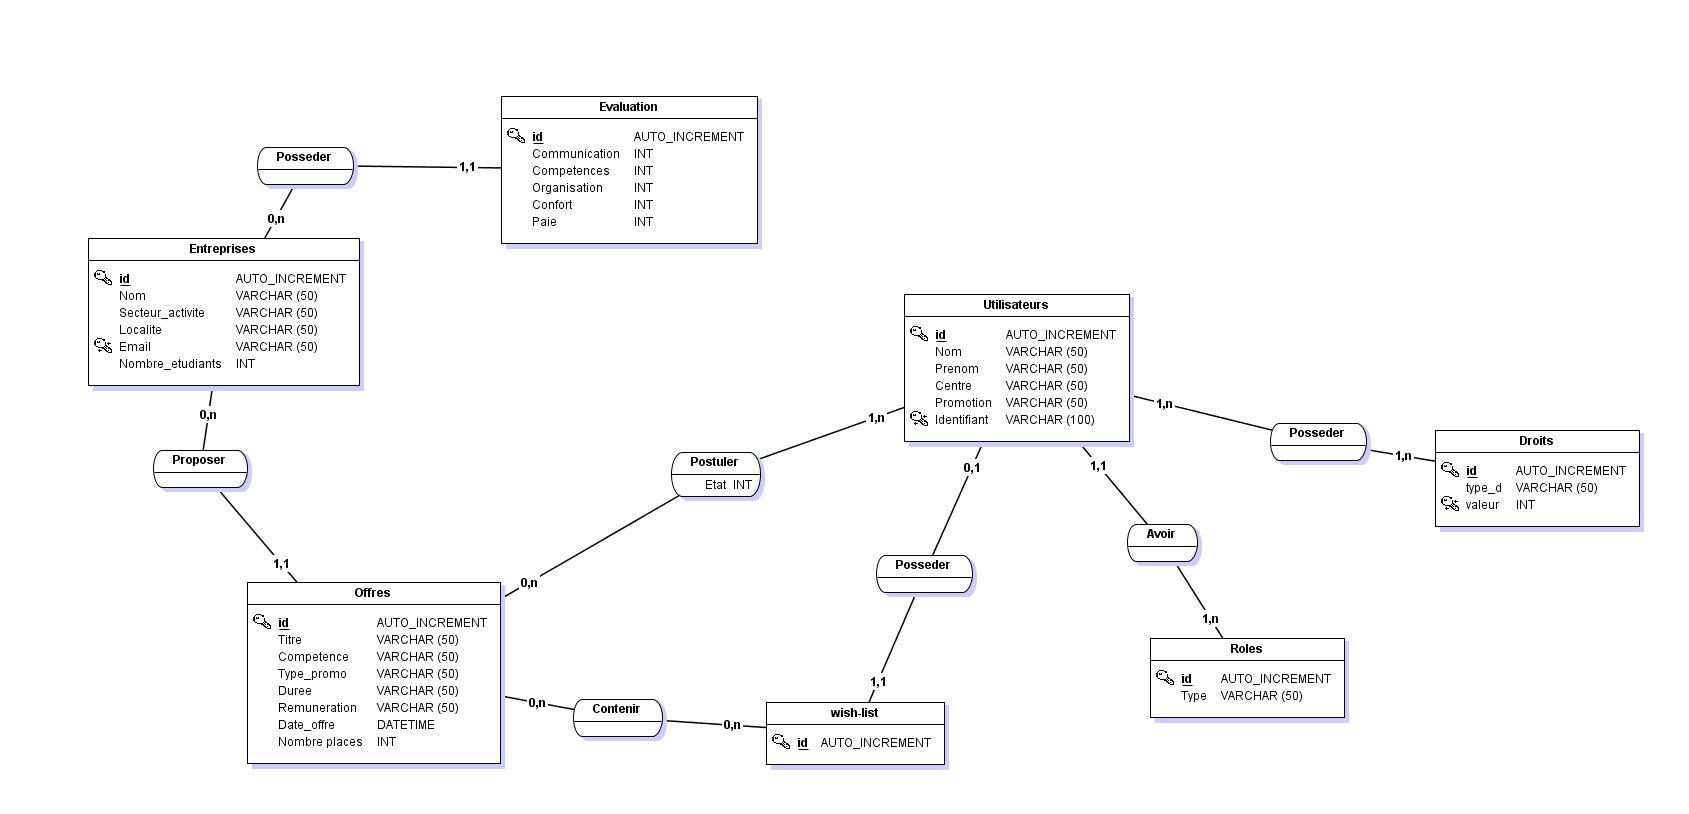 Evaluation
id AUTO_INCREMENT
Communication INT
Competences INT
Organisation INT
Confort INT
Paie INT
Posseder
1,1
0,n
Entreprises
id AUTO_INCREMENT
Nom VARCHAR (50)
Secteur_activite VARCHAR (50)
Localite VARCHAR (50)
Email VARCHAR (50)
Nombre_etudiants INT
0,n
Proposer
1,1
Utilisateurs
id AUTO_INCREMENT
Nom VARCHAR (50)
Prenom VARCHAR (50)
Centre VARCHAR (50)
Promotion VARCHAR (50)
Identifiant VARCHAR (100)
1,n
Posseder
1,n
Droits
id AUTO_INCREMENT
type_d VARCHAR (50)
valeur INT
1,n
Postuler
Etat INT
0,n
0,1
Posseder
1,1
1,1
Avoir
1,n
Offres
id AUTO_INCREMENT
Titre VARCHAR (50)
Competence VARCHAR (50)
Type_promo VARCHAR (50)
Duree VARCHAR (50)
Remuneration VARCHAR (50)
Date_offre DATETIME
Nombre places INT
0,n
Contenir
0,n
wish-list
id AUTO_INCREMENT
Roles
id AUTO_INCREMENT
Type VARCHAR (50)